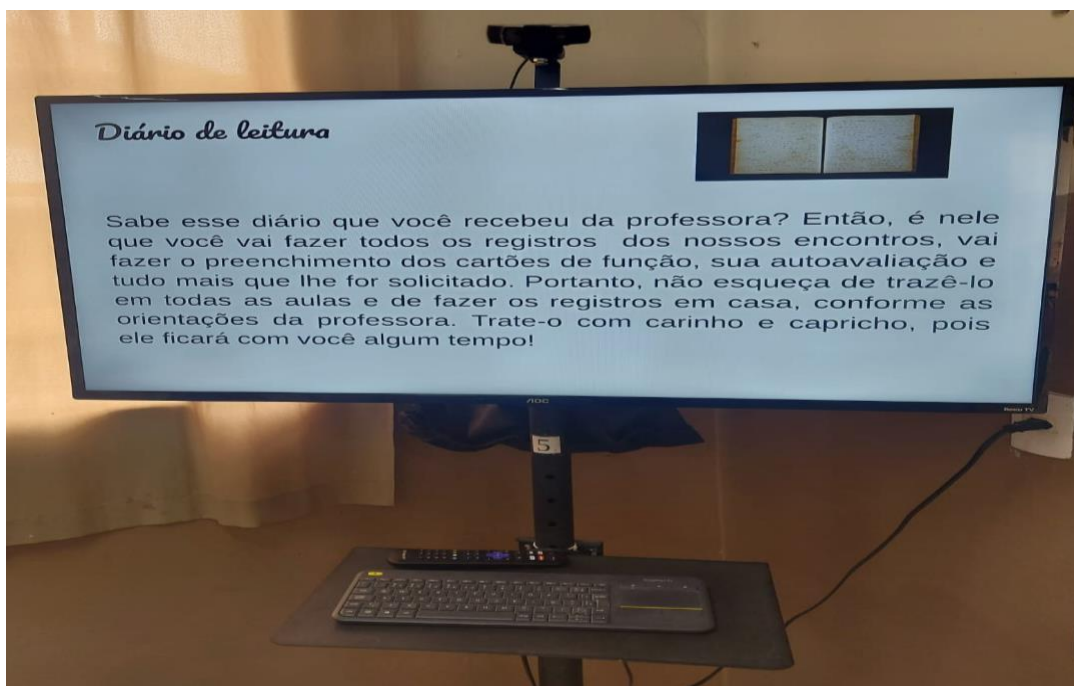 Diário de leitura
Sabe esse diário que você recebeu da professora? Então, é nele
que você vai fazer todos os registros dos nossos encontros, vai
fazer o preenchimento dos cartões de função, sua autoavaliação e
tudo mais que lhe for solicitado. Portanto, não esqueça de trazê-lo
em todas as aulas e de fazer os registros em casa, conforme as
orientações da professora. Trate-o com carinho e capricho, pois
ele ficará com você algum tempo!
AOC
Roku TV
5